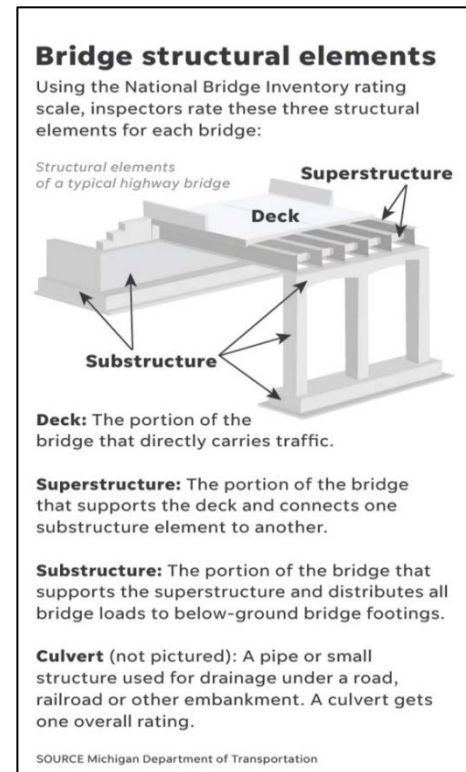 Bridge structural elements
Using the National Bridge Inventory rating
scale, inspectors rate these three structural
elements for each bridge:
Structural elements
of a typical highway bridge
Superstructure
Deck
Substructure
Deck: The portion of the
bridge that directly carries traffic.
Superstructure: The portion of the bridge
that supports the deck and connects one
substructure element to another.
Substructure: The portion of the bridge that
supports the superstructure and distributes all
bridge loads to below-ground bridge footings.
Culvert (not pictured): A pipe or small
structure used for drainage under a road,
railroad or other embankment. A culvert gets
one overall rating.
SOURCE Michigan Department of Transportation